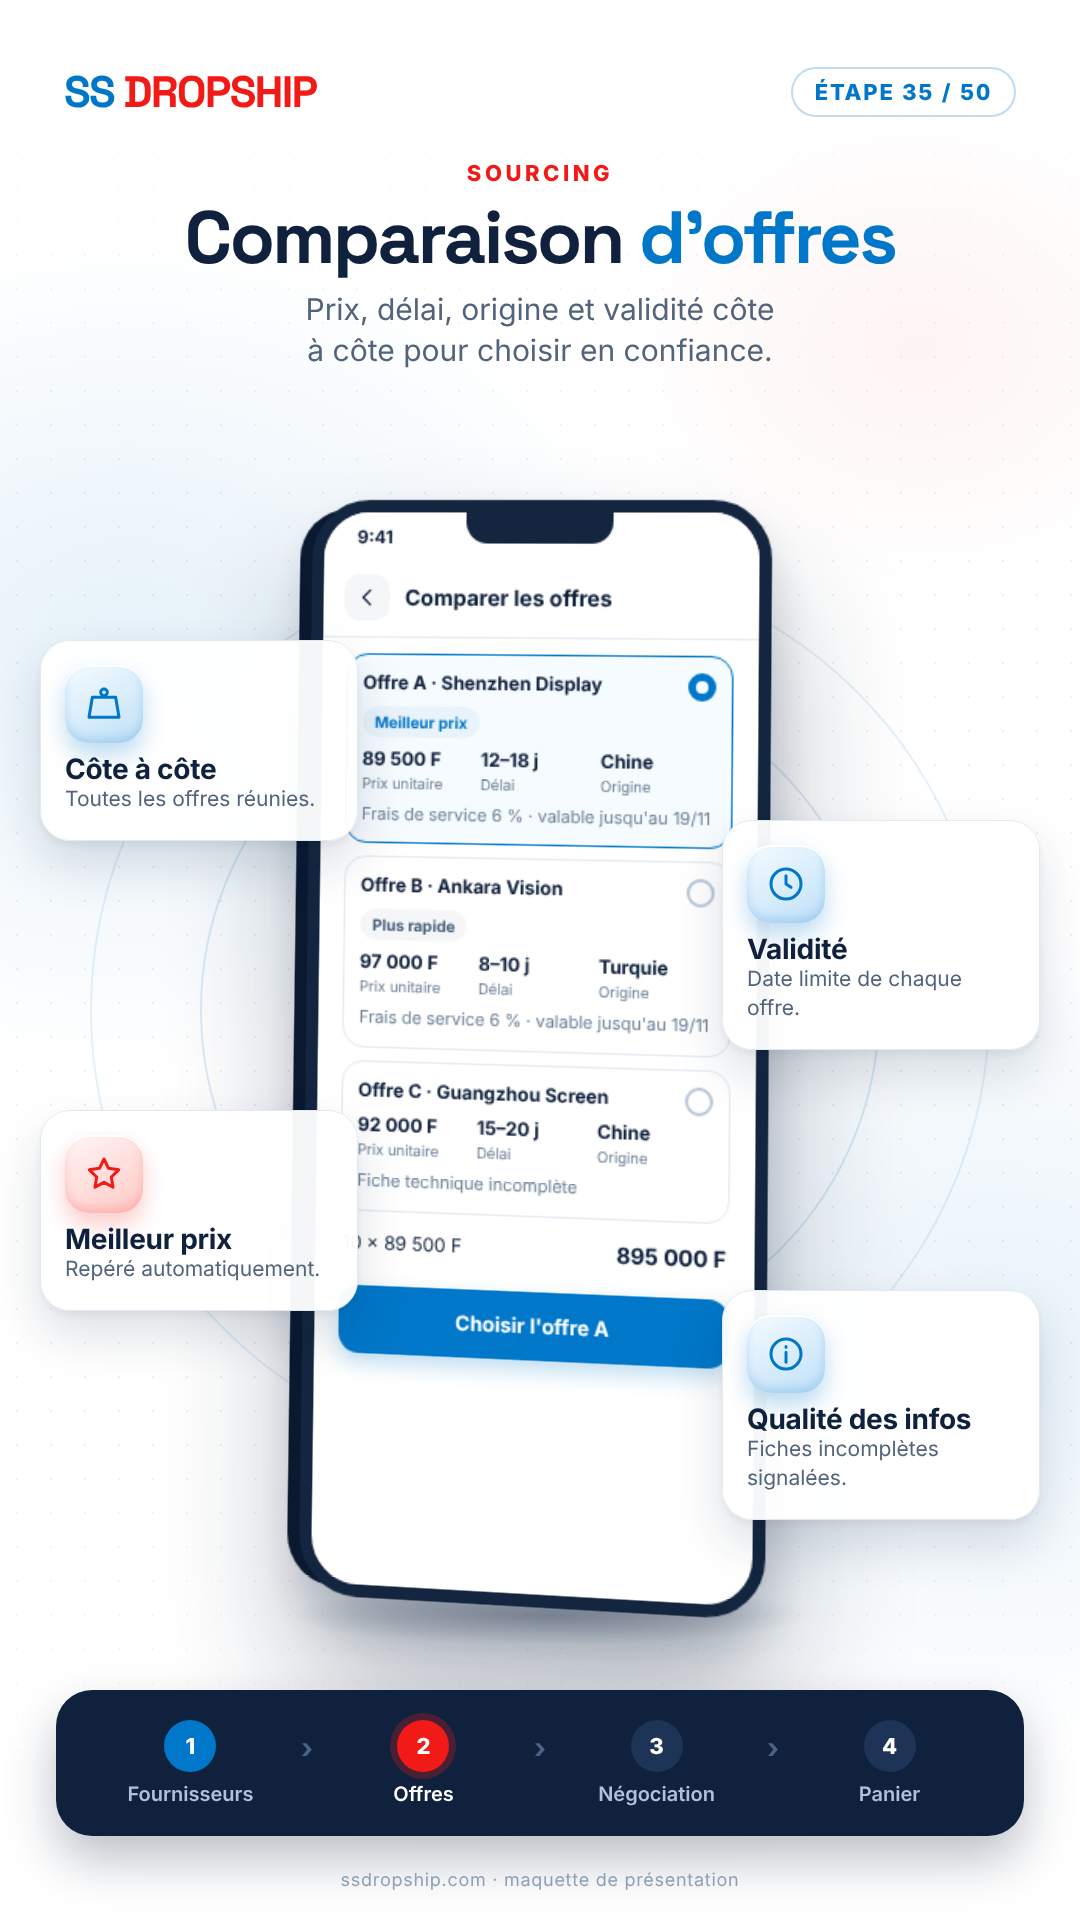 SS DROPSHIP
ÉTAPE 35 / 50
SOURCING
Comparaison d’offres
Prix, délai, origine et validité côte
à côte pour choisir en confiance.
9:41
Comparer les offres
Offre A · Shenzhen Display
Meilleur prix
89 500 F 12–18 j Chine
Prix unitaire Délai Origine
Frais de service 6 % · valable jusqu'au 19/11
Offre B · Ankara Vision
Plus rapide
97 000 F 8–10 j Turquie
Prix unitaire Délai Origine
Frais de service 6 % · valable jusqu'au 19/11
Offre C · Guangzhou Screen
92 000 F 15–20 j Chine
Prix unitaire Délai Origine
Fiche technique incomplète
× 89 500 F 895 000 F
Choisir l'offre A
Côte à côte
Toutes les offres réunies.
Validité
Date limite de chaque
offre.
Meilleur prix
Repéré automatiquement.
Qualité des infos
Fiches incomplètes
signalées.
1 › 2 › 3 › 4
Fournisseurs Offres Négociation Panier
ssdropship.com · maquette de présentation